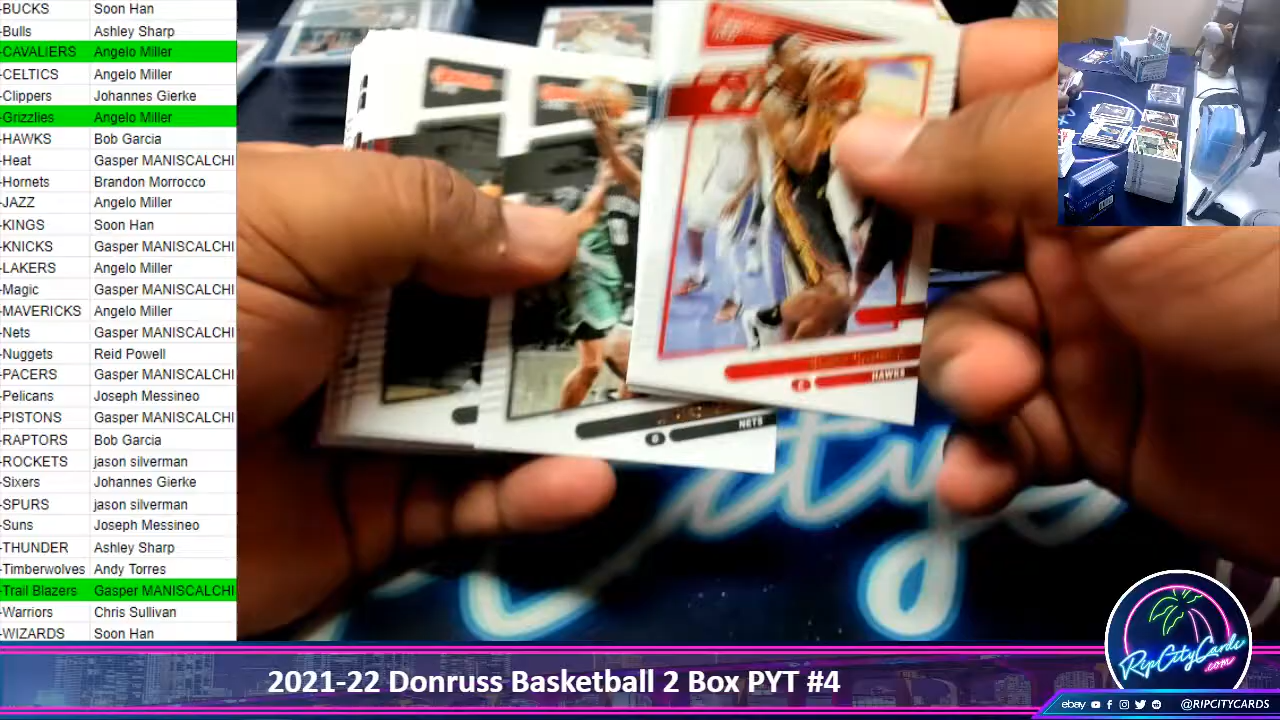 -BUCKS Soon Han
-Bulls Ashley Sharp
-CAVALIERS Angelo Miller
-CELTICS Angelo Miller
-Clippers Johannes Gierke
-Grizzlies Angelo Miller
-HAWKS Bob Garcia
-Heat Gasper MANISCALCHI
-Hornets Brandon Morrocco
-JAZZ Angelo Miller
-KINGS Soon Han
-KNICKS Gasper MANISCALCHI
-LAKERS Angelo Miller
-Magic Gasper MANISCALCHI
-MAVERICKS Angelo Miller
-Nets Gasper MANISCALCHI
-Nuggets Reid Powell
-PACERS Gasper MANISCALCHI
-Pelicans Joseph Messineo
-PISTONS Gasper MANISCALCHI
-RAPTORS Bob Garcia
-ROCKETS jason silverman
-Sixers Johannes Gierke
-SPURS jason silverman
-Suns Joseph Messineo
-THUNDER Ashley Sharp
-Timberwolves Andy Torres
-Trail Blazers Gasper MANISCALCHI
-Warriors Chris Sullivan
-WIZARDS Soon Han
HAWKS
NETS
City
RipCityCards
.com
2021-22 Donruss Basketball 2 Box PYT #4
ebay @RIPCITYCARDS